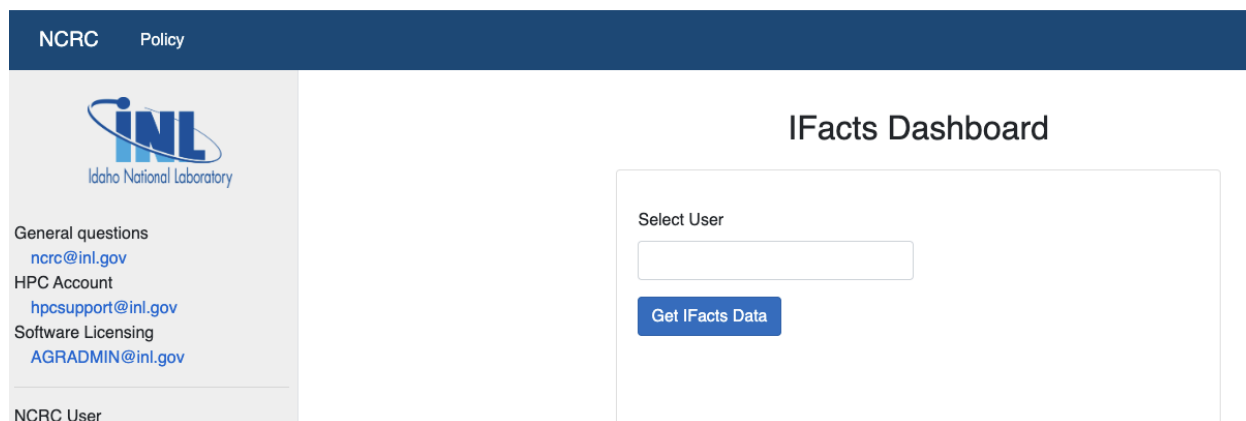 NCRC Policy
INL
Idaho National Laboratory
General questions
ncrc@inl.gov
HPC Account
hpcsupport@inl.gov
Software Licensing
AGRADMIN@inl.gov
NCRC User
IFacts Dashboard
Select User
Get IFacts Data